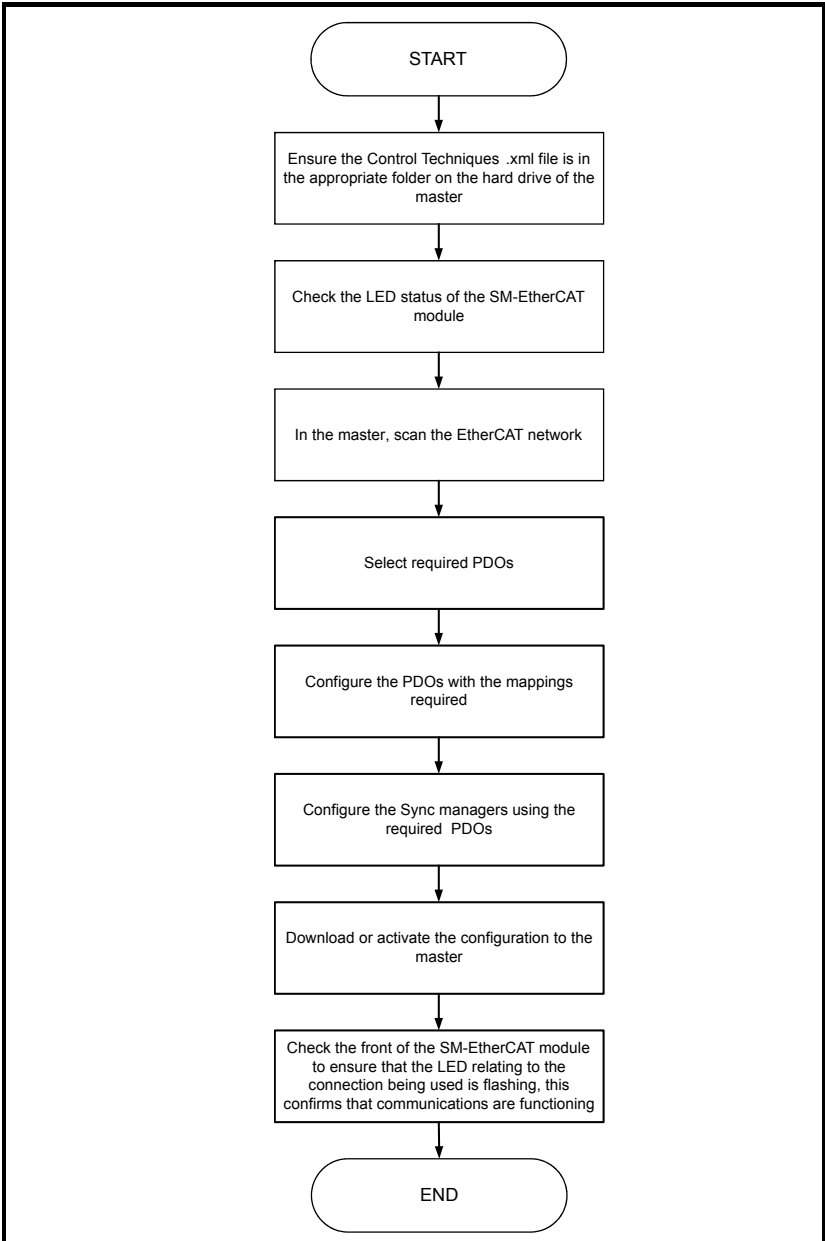 START
Ensure the Control Techniques .xml file is in
the appropriate folder on the hard drive of the
master
Check the LED status of the SM-EtherCAT
module
In the master, scan the EtherCAT network
Select required PDOs
Configure the PDOs with the mappings
required
Configure the Sync managers using the
required PDOs
Download or activate the configuration to the
master
Check the front of the SM-EtherCAT module
to ensure that the LED relating to the
connection being used is flashing, this
confirms that communications are functioning
END